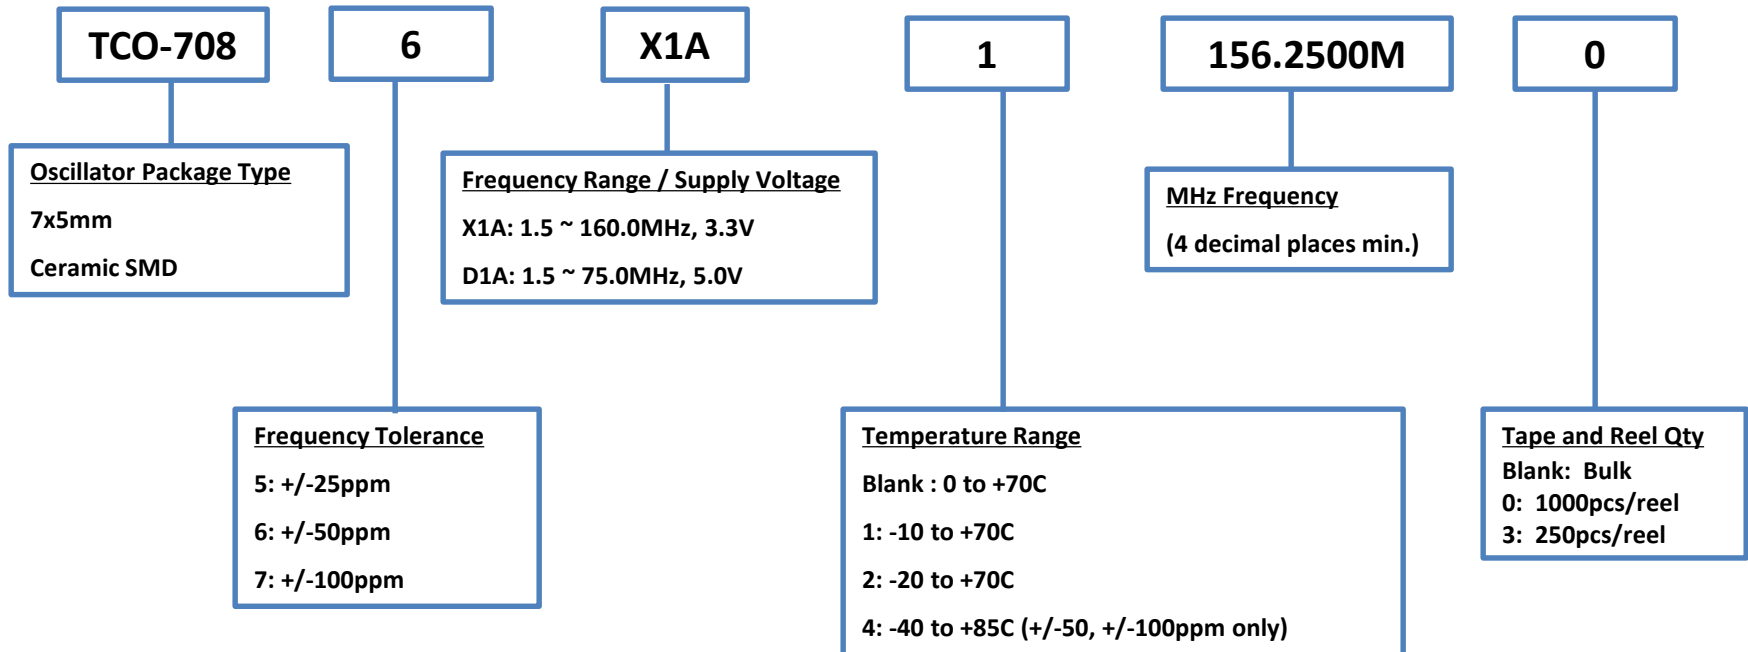 TCO-708 6 X1A 1 156.2500M 0
Oscillator Package Type
7x5mm
Ceramic SMD
Frequency Range / Supply Voltage
X1A: 1.5 ~ 160.0MHz, 3.3V
D1A: 1.5 ~ 75.0MHz, 5.0V
MHz Frequency
(4 decimal places min.)
Frequency Tolerance
5: +/-25ppm
6: +/-50ppm
7: +/-100ppm
Temperature Range
Blank : 0 to +70C
1: -10 to +70C
2: -20 to +70C
4: -40 to +85C (+/-50, +/-100ppm only)
Tape and Reel Qty
Blank: Bulk
0: 1000pcs/reel
3: 250pcs/reel